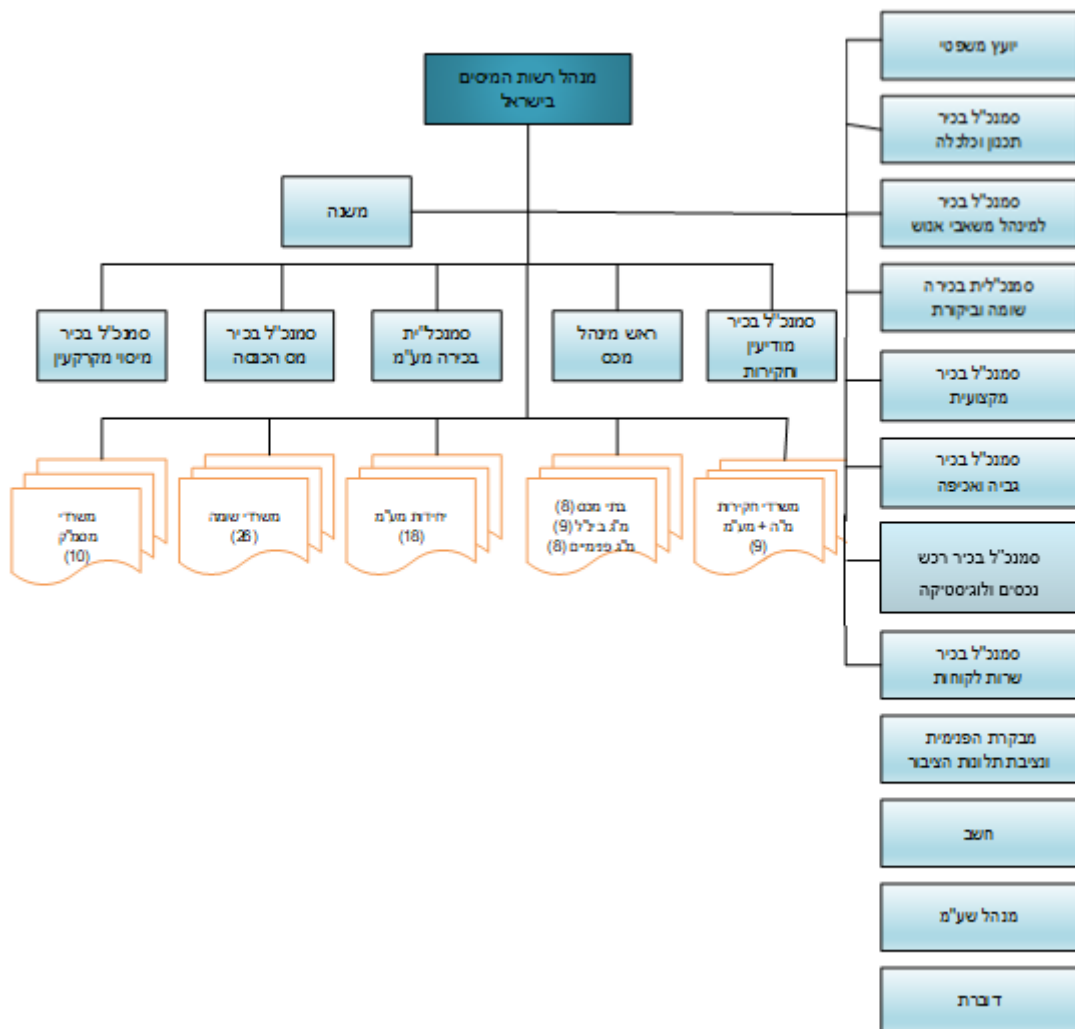 מנהל רשות המיסים
בישראל
משנה
סמנכ"ל בכיר
מודיעין
וחקירות
ראש מינהל
מכס
סמנכל"ית
בכירה מע"מ
סמנכ"ל בכיר
מס הכנסה
סמנכ"ל בכיר
מיסוי מקרקעין
משרדי חקירות
מ"ה + מע"מ
(9)
בתי מכס (8)
מ"ג בינ"ל (9)
מ"ג פנימיים (8)
יחידות מע"מ
(18)
משרדי שומה
(26)
משרדי
מסמ"ק
(10)
יועץ משפטי
סמנכ"ל בכיר
תכנון וכלכלה
סמנכ"ל בכיר
למינהל משאבי אנוש
סמנכ"לית בכירה
שומה וביקורת
סמנכ"ל בכיר
מקצועית
סמנכ"ל בכיר
גביה ואכיפה
סמנכ"ל בכיר רכש
נכסים ולוגיסטיקה
סמנכ"ל בכיר
שרות לקוחות
מבקרת הפנימית
ונציבת תלונות הציבור
חשב
מנהל שע"מ
דוברת